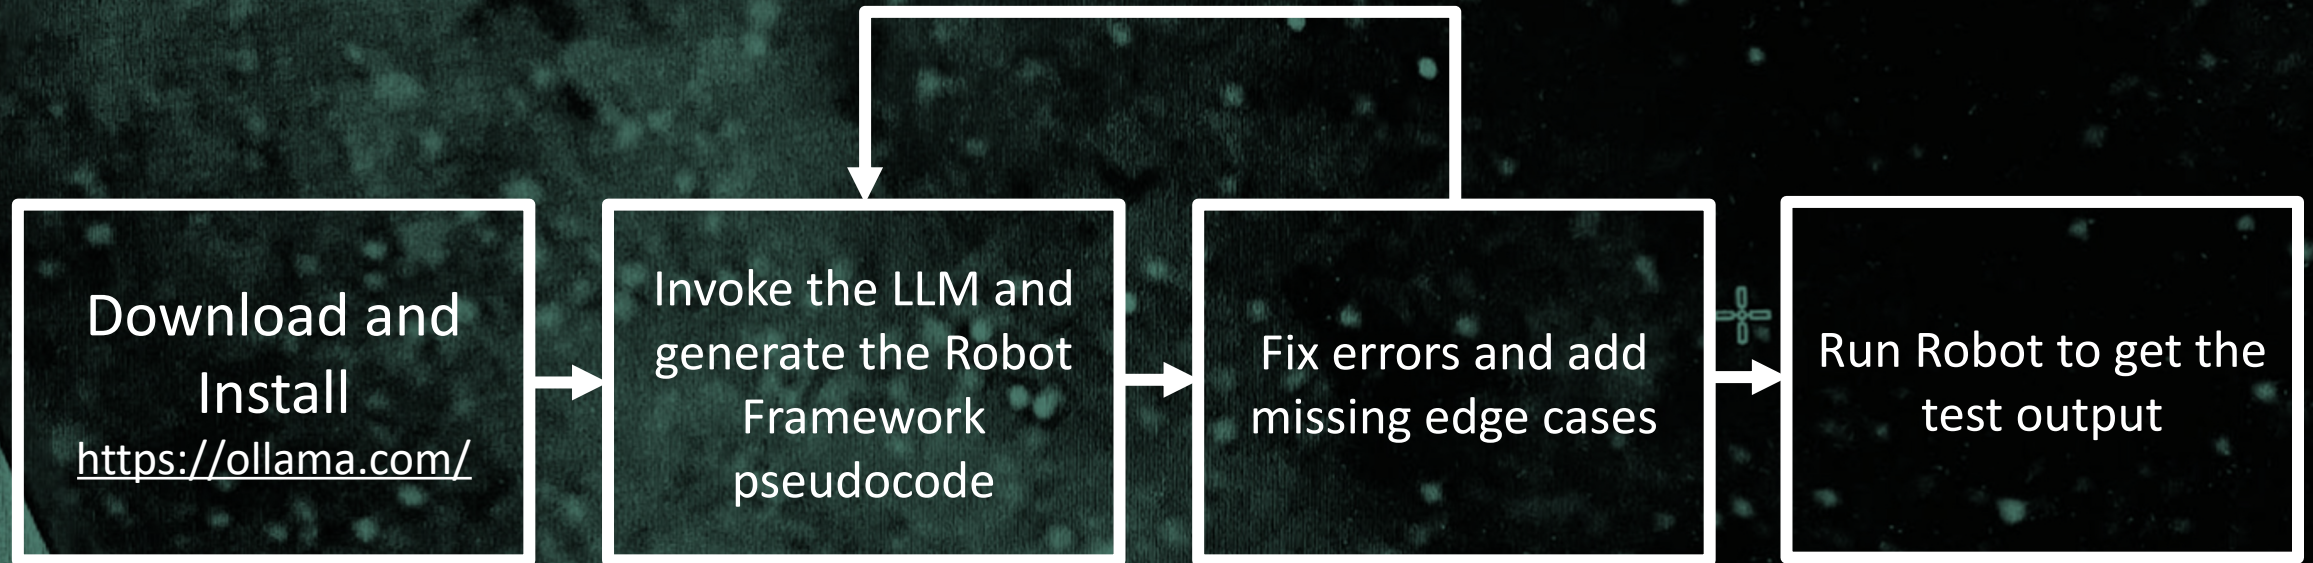 Download and
Install
https://ollama.com/
Invoke the LLM and
generate the Robot
Framework
pseudocode
Fix errors and add
missing edge cases
Run Robot to get the
test output